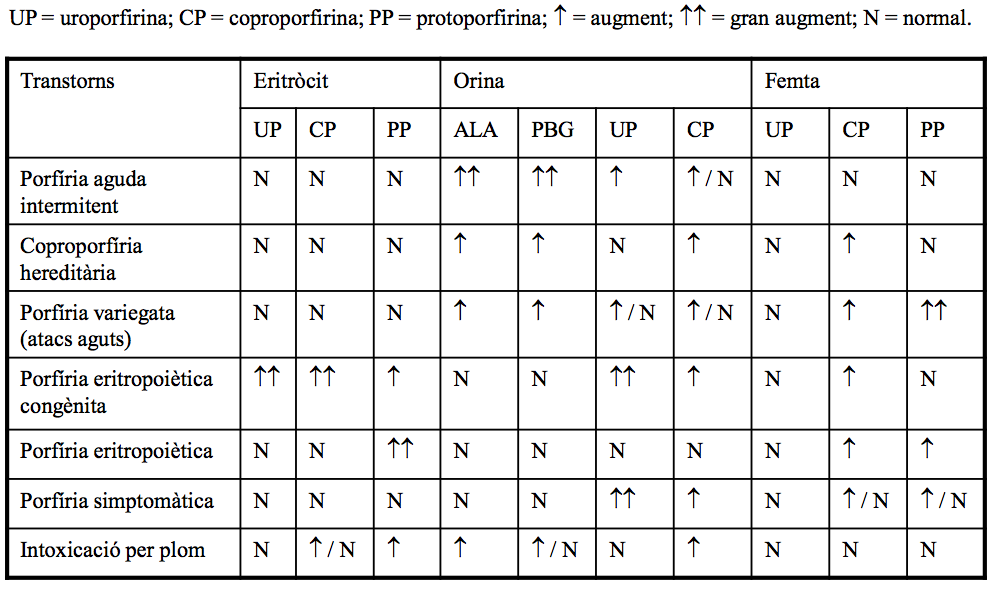 UP = uroporfirina; CP = coproporfirina; PP = protoporfirina; ↑ = augment; ↑↑ = gran augment; N = normal.
Transtorns Eritròcit Orina Femta
UP CP PP ALA PBG UP CP UP CP PP
Porfíria aguda
intermitent N N N ↑↑ ↑↑ ↑ ↑ / N N N N
Coproporfíria
hereditària N N N ↑ ↑ N ↑ N ↑ N
Porfíria variegata
(atacs aguts) N N N ↑ ↑ ↑ / N ↑ / N N ↑ ↑↑
Porfíria eritropoiètica
congènita ↑↑ ↑↑ ↑ N N ↑↑ ↑ N ↑ N
Porfíria eritropoiètica N N ↑↑ N N N N N ↑ ↑
Porfíria simptomàtica N N N N N ↑↑ ↑ N ↑ / N ↑ / N
Intoxicació per plom N ↑ / N ↑ ↑ ↑ / N N ↑ N N N